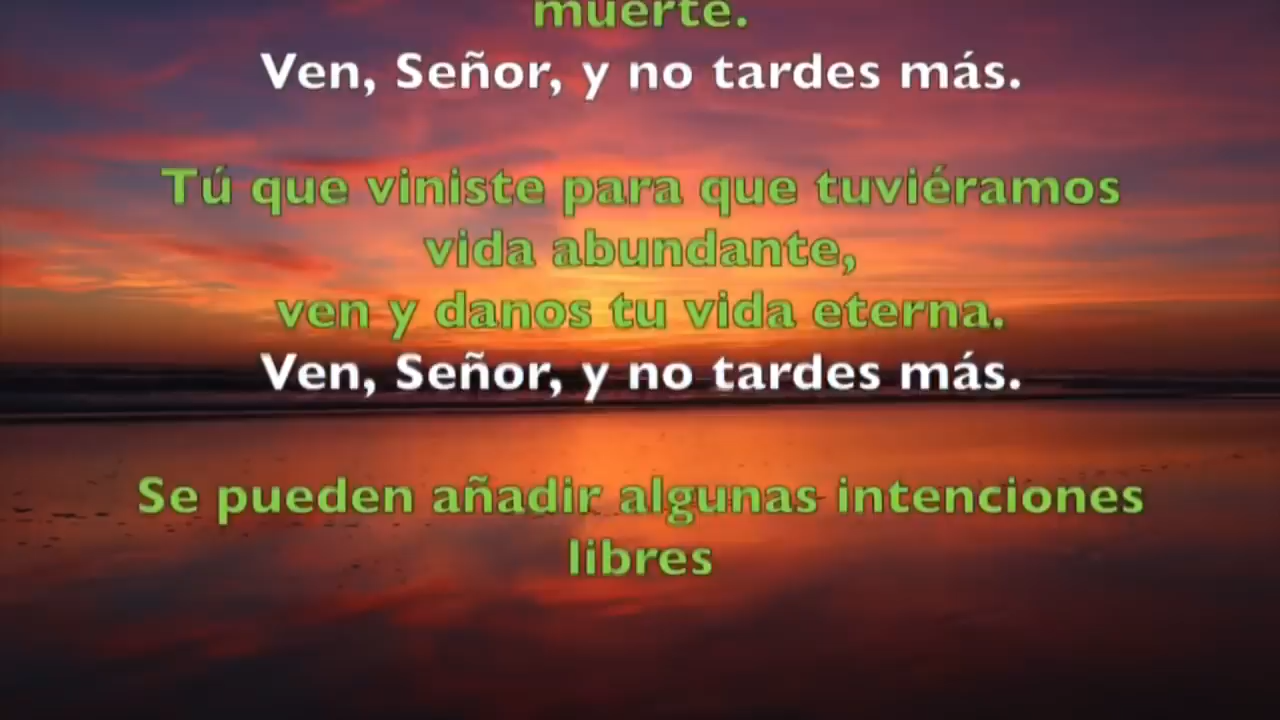 muerte.
Ven, Señor, y no tardes más.
Tú que viniste para que tuviéramos
vida abundante,
ven y danos tu vida eterna.
Ven, Señor, y no tardes más.
Se pueden añadir algunas intenciones
libres